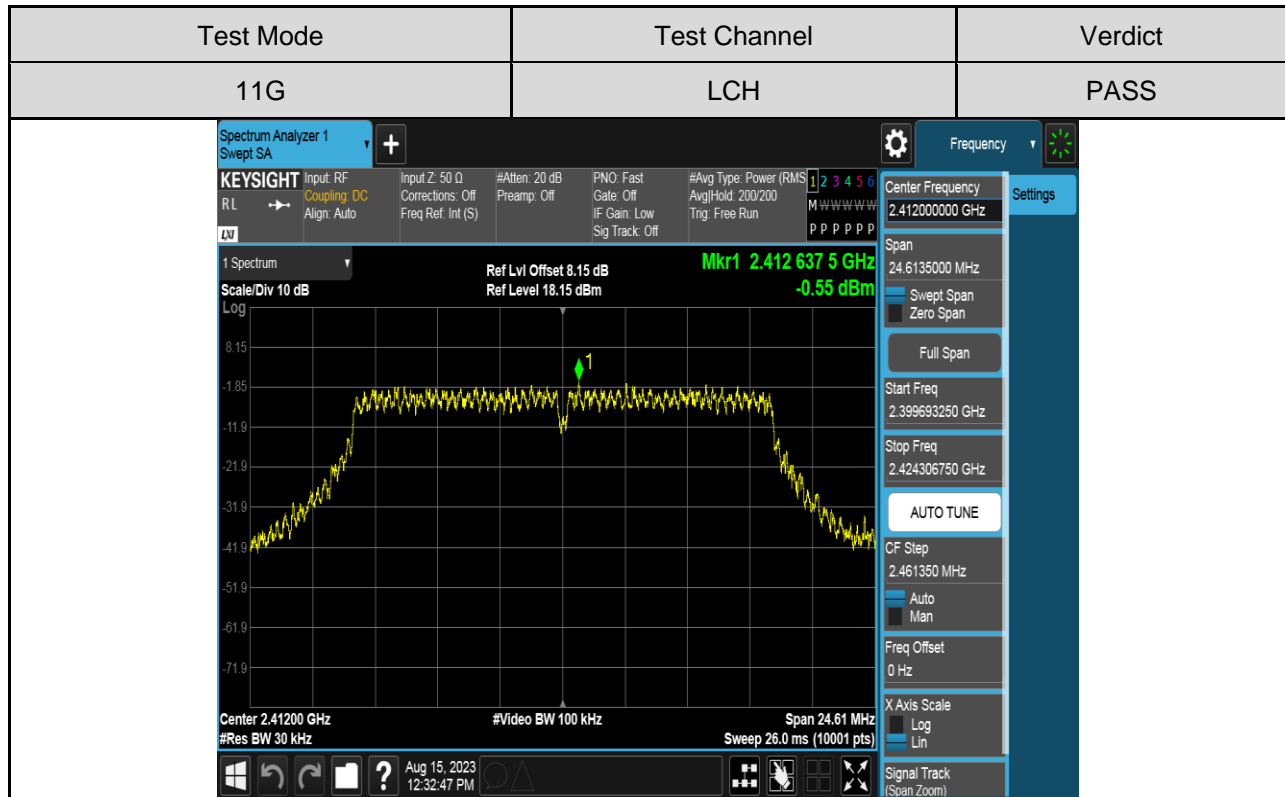 Test Mode Test Channel Verdict
11G LCH PASS
Spectrum Analyzer 1
Swept SA
+
Frequency
KEYSIGHT Input: RF Input Z: 50 Ω #Atten: 20 dB PNO: Fast #Avg Type: Power (RMS 1 2 3 4 5 6
RL Coupling: DC Corrections: Off Preamp: Off Gate: Off Avg|Hold: 200/200 M W W W W W
Align: Auto Freq Ref: Int (S) IF Gain: Low Trig: Free Run
LXI Sig Track: Off P P P P P P
Center Frequency
2.412000000 GHz
Settings
1 Spectrum Ref Lvl Offset 8.15 dB Mkr1 2.412 637 5 GHz
Scale/Div 10 dB Ref Level 18.15 dBm -0.55 dBm
Log
8.15
1
-1.85
-11.9
-21.9
-31.9
-41.9
-51.9
-61.9
-71.9
Center 2.41200 GHz #Video BW 100 kHz Span 24.61 MHz
#Res BW 30 kHz Sweep 26.0 ms (10001 pts)
Span
24.6135000 MHz
Swept Span
Zero Span
Full Span
Start Freq
2.399693250 GHz
Stop Freq
2.424306750 GHz
AUTO TUNE
CF Step
2.461350 MHz
Auto
Man
Freq Offset
0 Hz
X Axis Scale
Log
Lin
Signal Track
(Span Zoom)
? Aug 15, 2023
12:32:47 PM